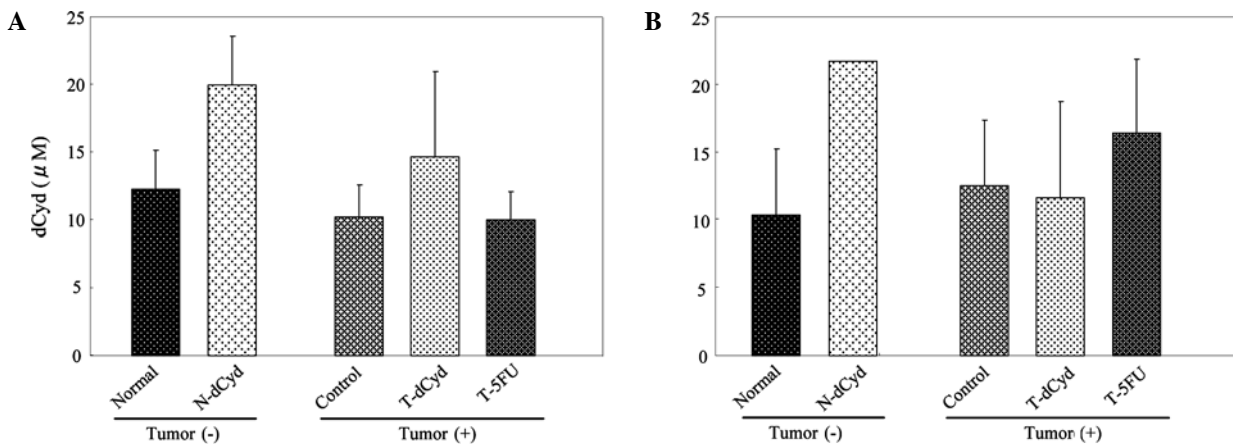 A
25
20
15
10
5
0
dCyd (μM)
Normal
N-dCyd
Control
T-dCyd
T-5FU
Tumor (-)
Tumor (+)
B
25
20
15
10
5
0
Normal
N-dCyd
Control
T-dCyd
T-5FU
Tumor (-)
Tumor (+)